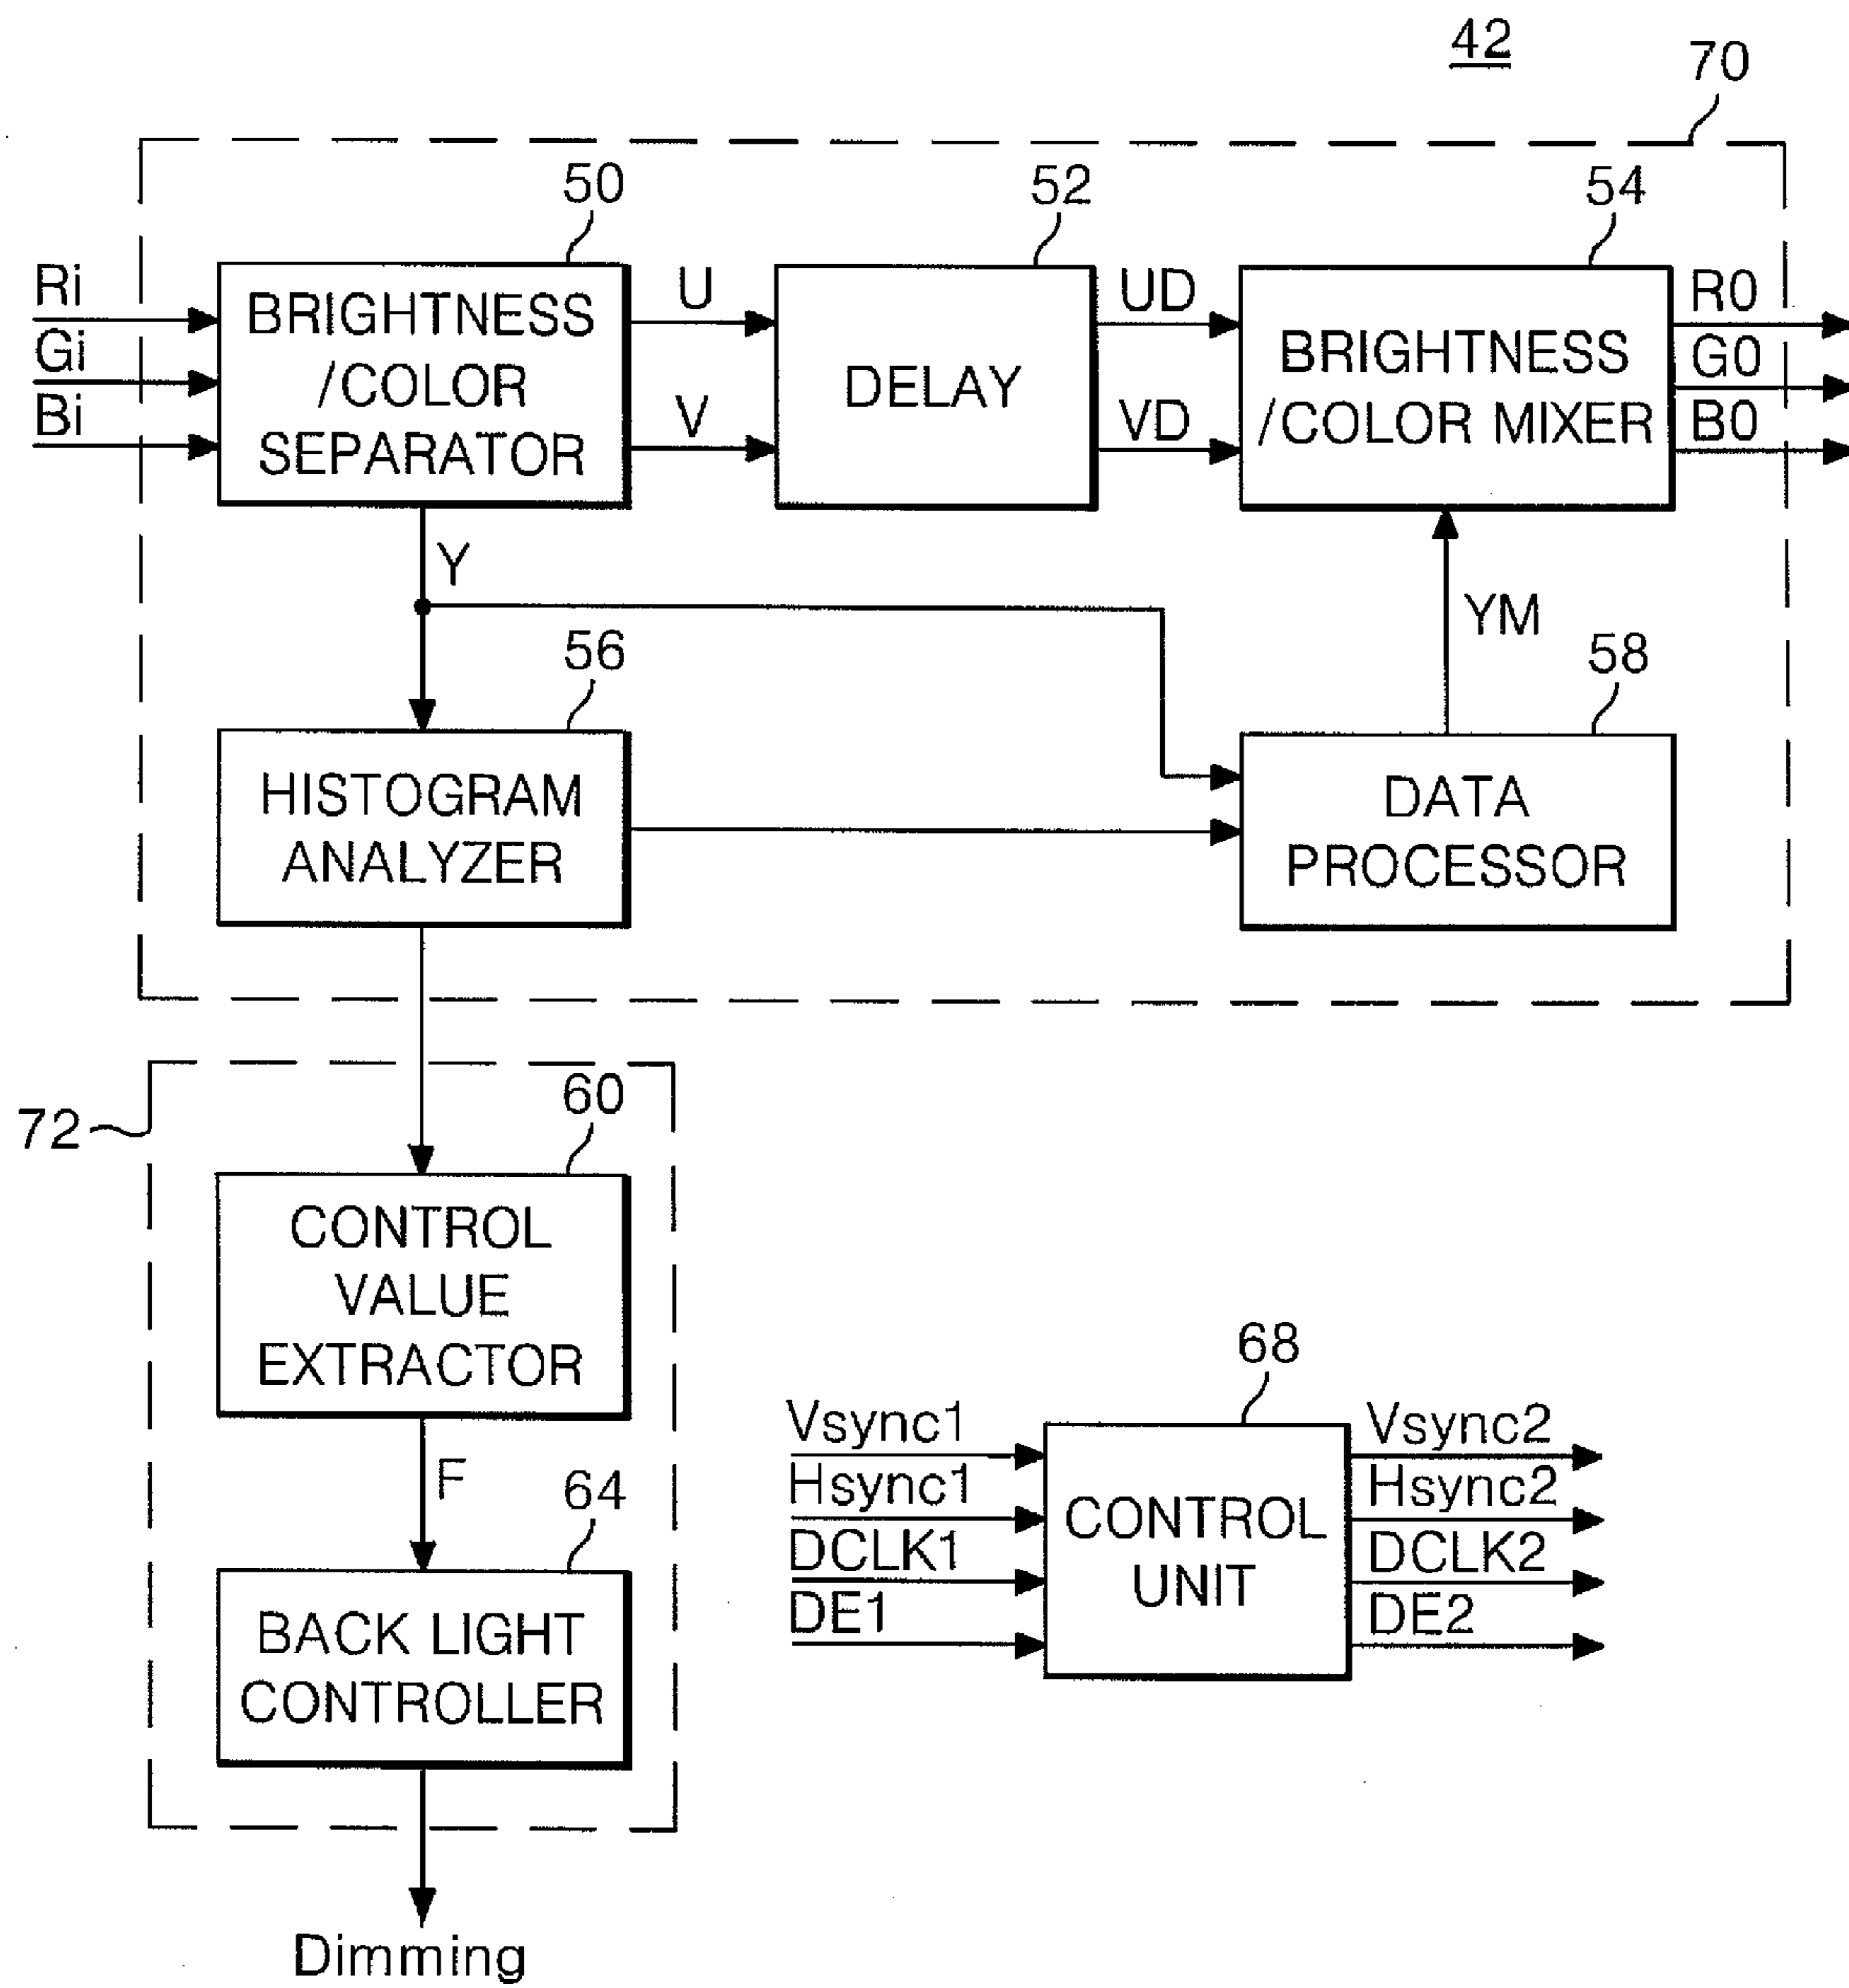 42
70
50
52
54
Ri
Gi
Bi
BRIGHTNESS
/COLOR
SEPARATOR
U
V
DELAY
UD
VD
BRIGHTNESS
/COLOR MIXER
R0
G0
B0
Y
YM
56
58
HISTOGRAM
ANALYZER
DATA
PROCESSOR
72
60
CONTROL
VALUE
EXTRACTOR
F
64
BACK LIGHT
CONTROLLER
Dimming
68
Vsync1
Hsync1
DCLK1
DE1
CONTROL
UNIT
Vsync2
Hsync2
DCLK2
DE2